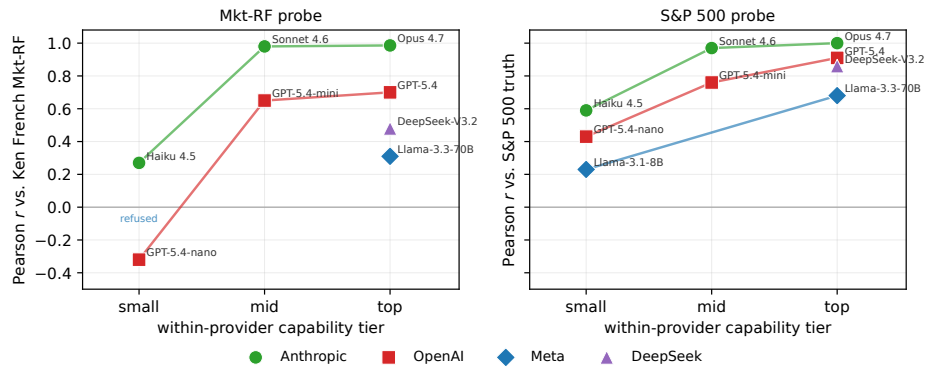 Mkt-RF probe
Pearson r vs. Ken French Mkt-RF
1.0
0.8
0.6
0.4
0.2
0.0
−0.2
−0.4
Haiku 4.5
Sonnet 4.6
Opus 4.7
GPT-5.4-nano
GPT-5.4-mini
GPT-5.4
DeepSeek-V3.2
Llama-3.3-70B
refused
small mid top
within-provider capability tier
S&P 500 probe
Pearson r vs. S&P 500 truth
Haiku 4.5
Sonnet 4.6
Opus 4.7
GPT-5.4-nano
GPT-5.4-mini
GPT-5.4
DeepSeek-V3.2
Llama-3.3-70B
Llama-3.1-8B
small mid top
within-provider capability tier
Anthropic OpenAI Meta DeepSeek